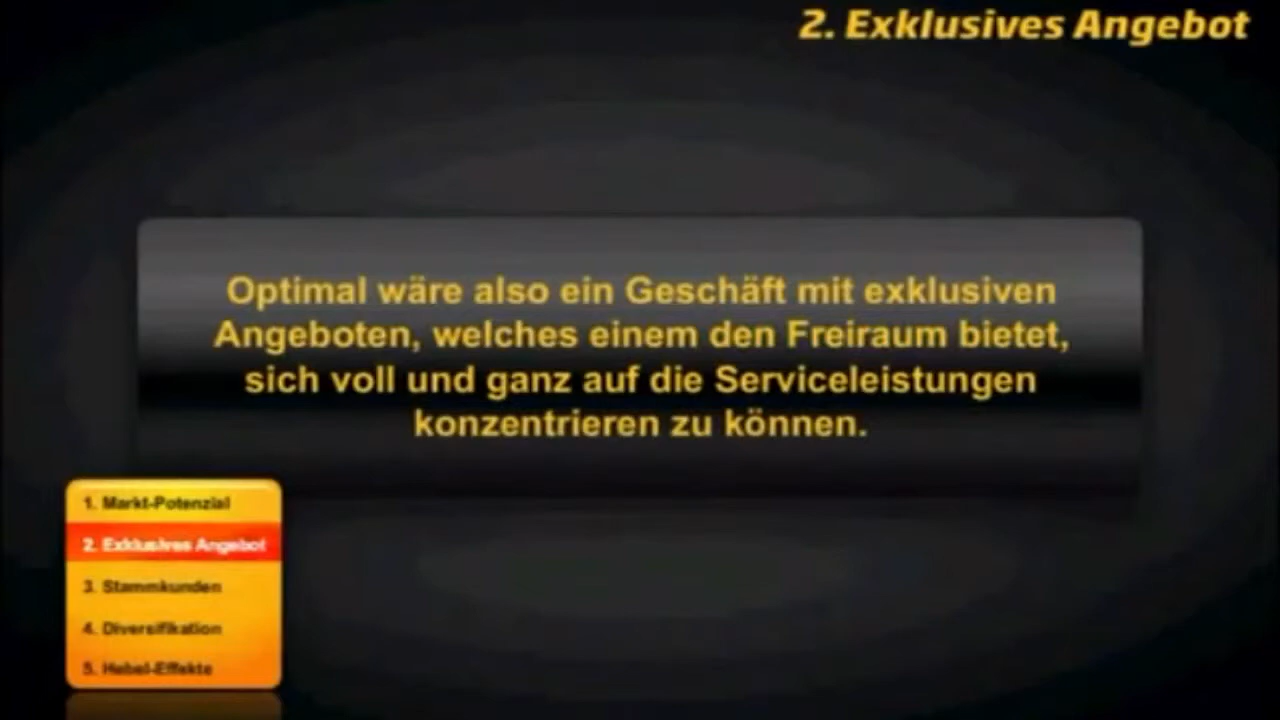 2. Exklusives Angebot
Optimal wäre also ein Geschäft mit exklusiven
Angeboten, welches einem den Freiraum bietet,
sich voll und ganz auf die Serviceleistungen
konzentrieren zu können.
1. Markt-Potenzial
2. Exklusives Angebot
3. Stammkunden
4. Diversifikation
5. Hebel-Effekte